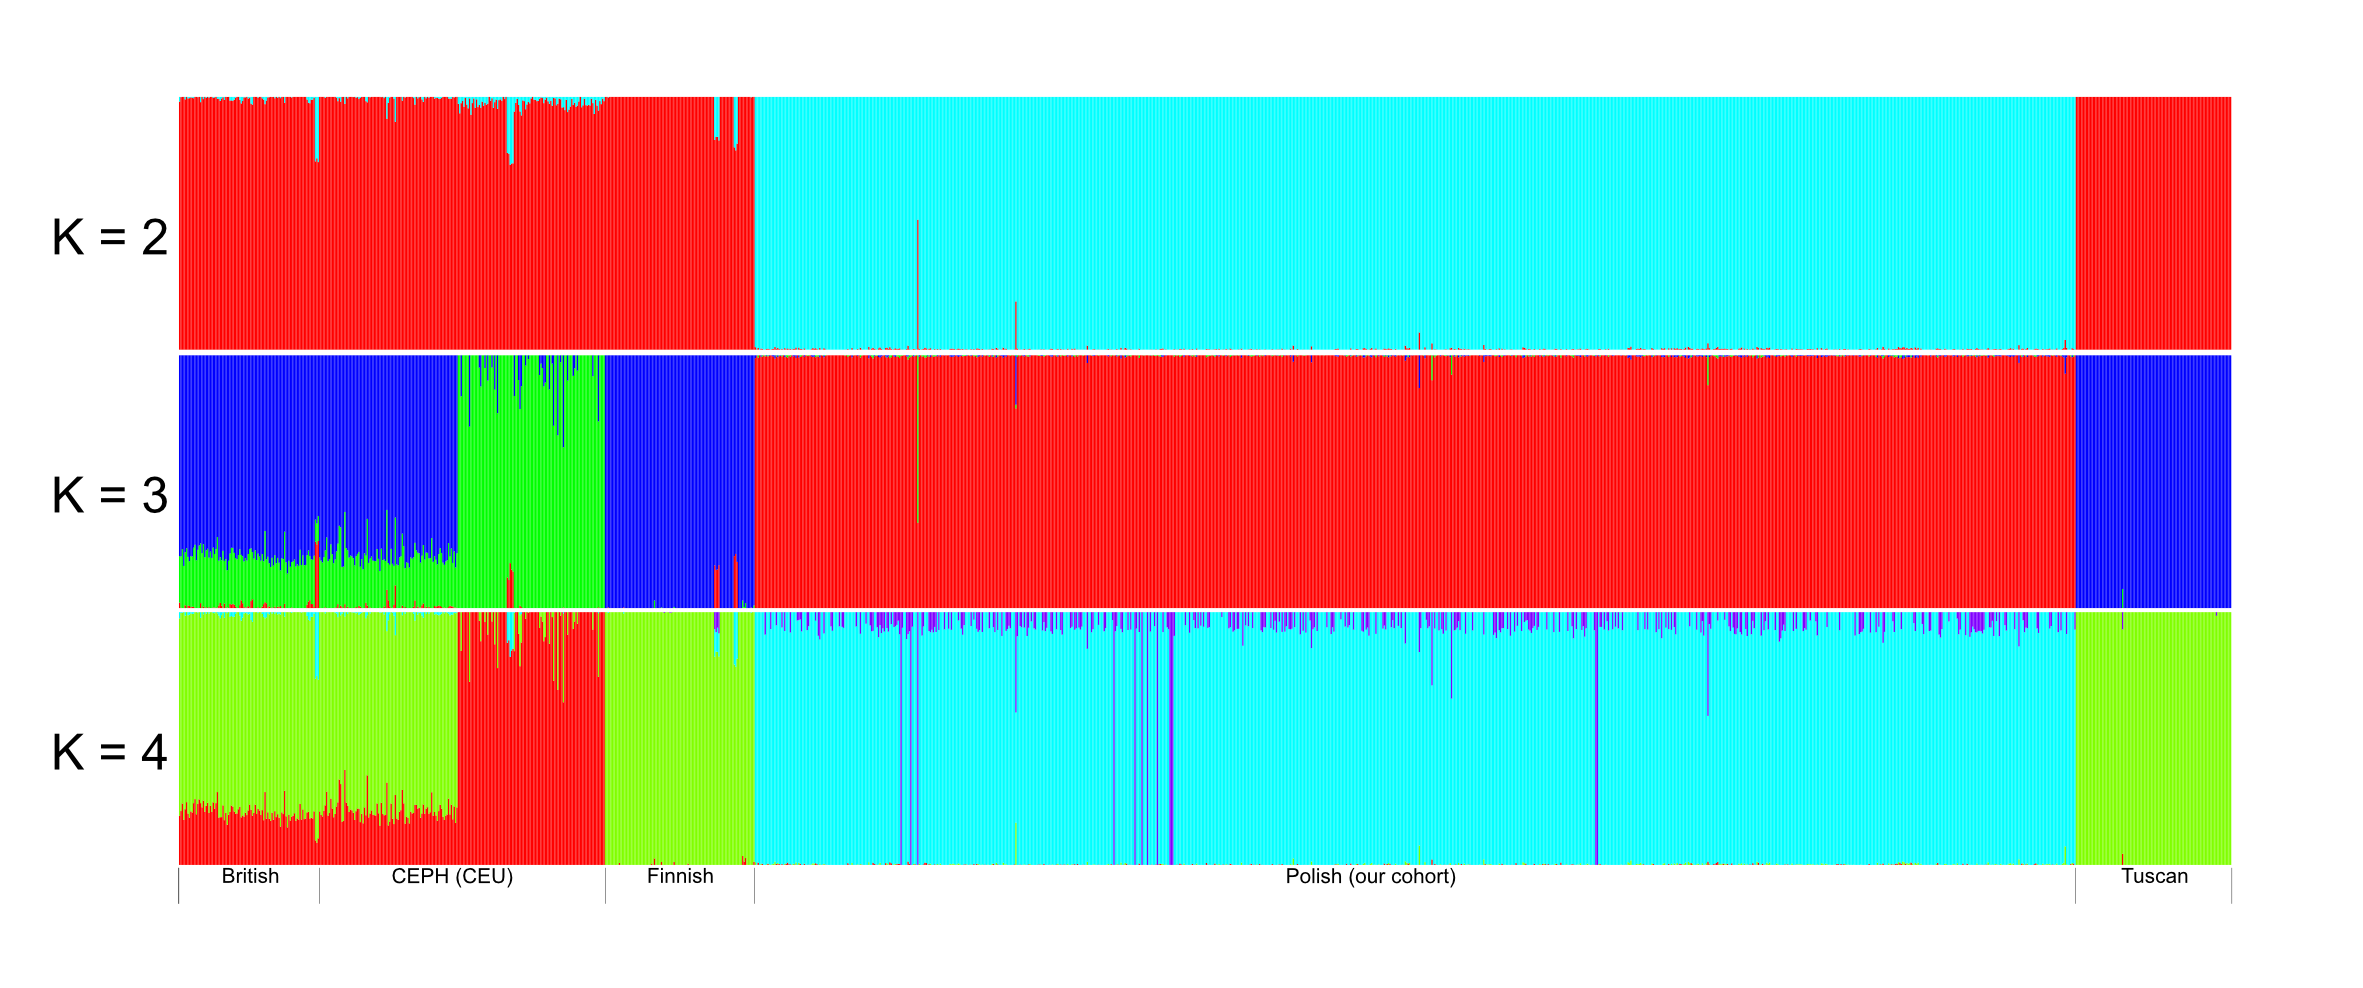 K = 2
K = 3
K = 4
British CEPH (CEU) Finnish Polish (our cohort) Tuscan